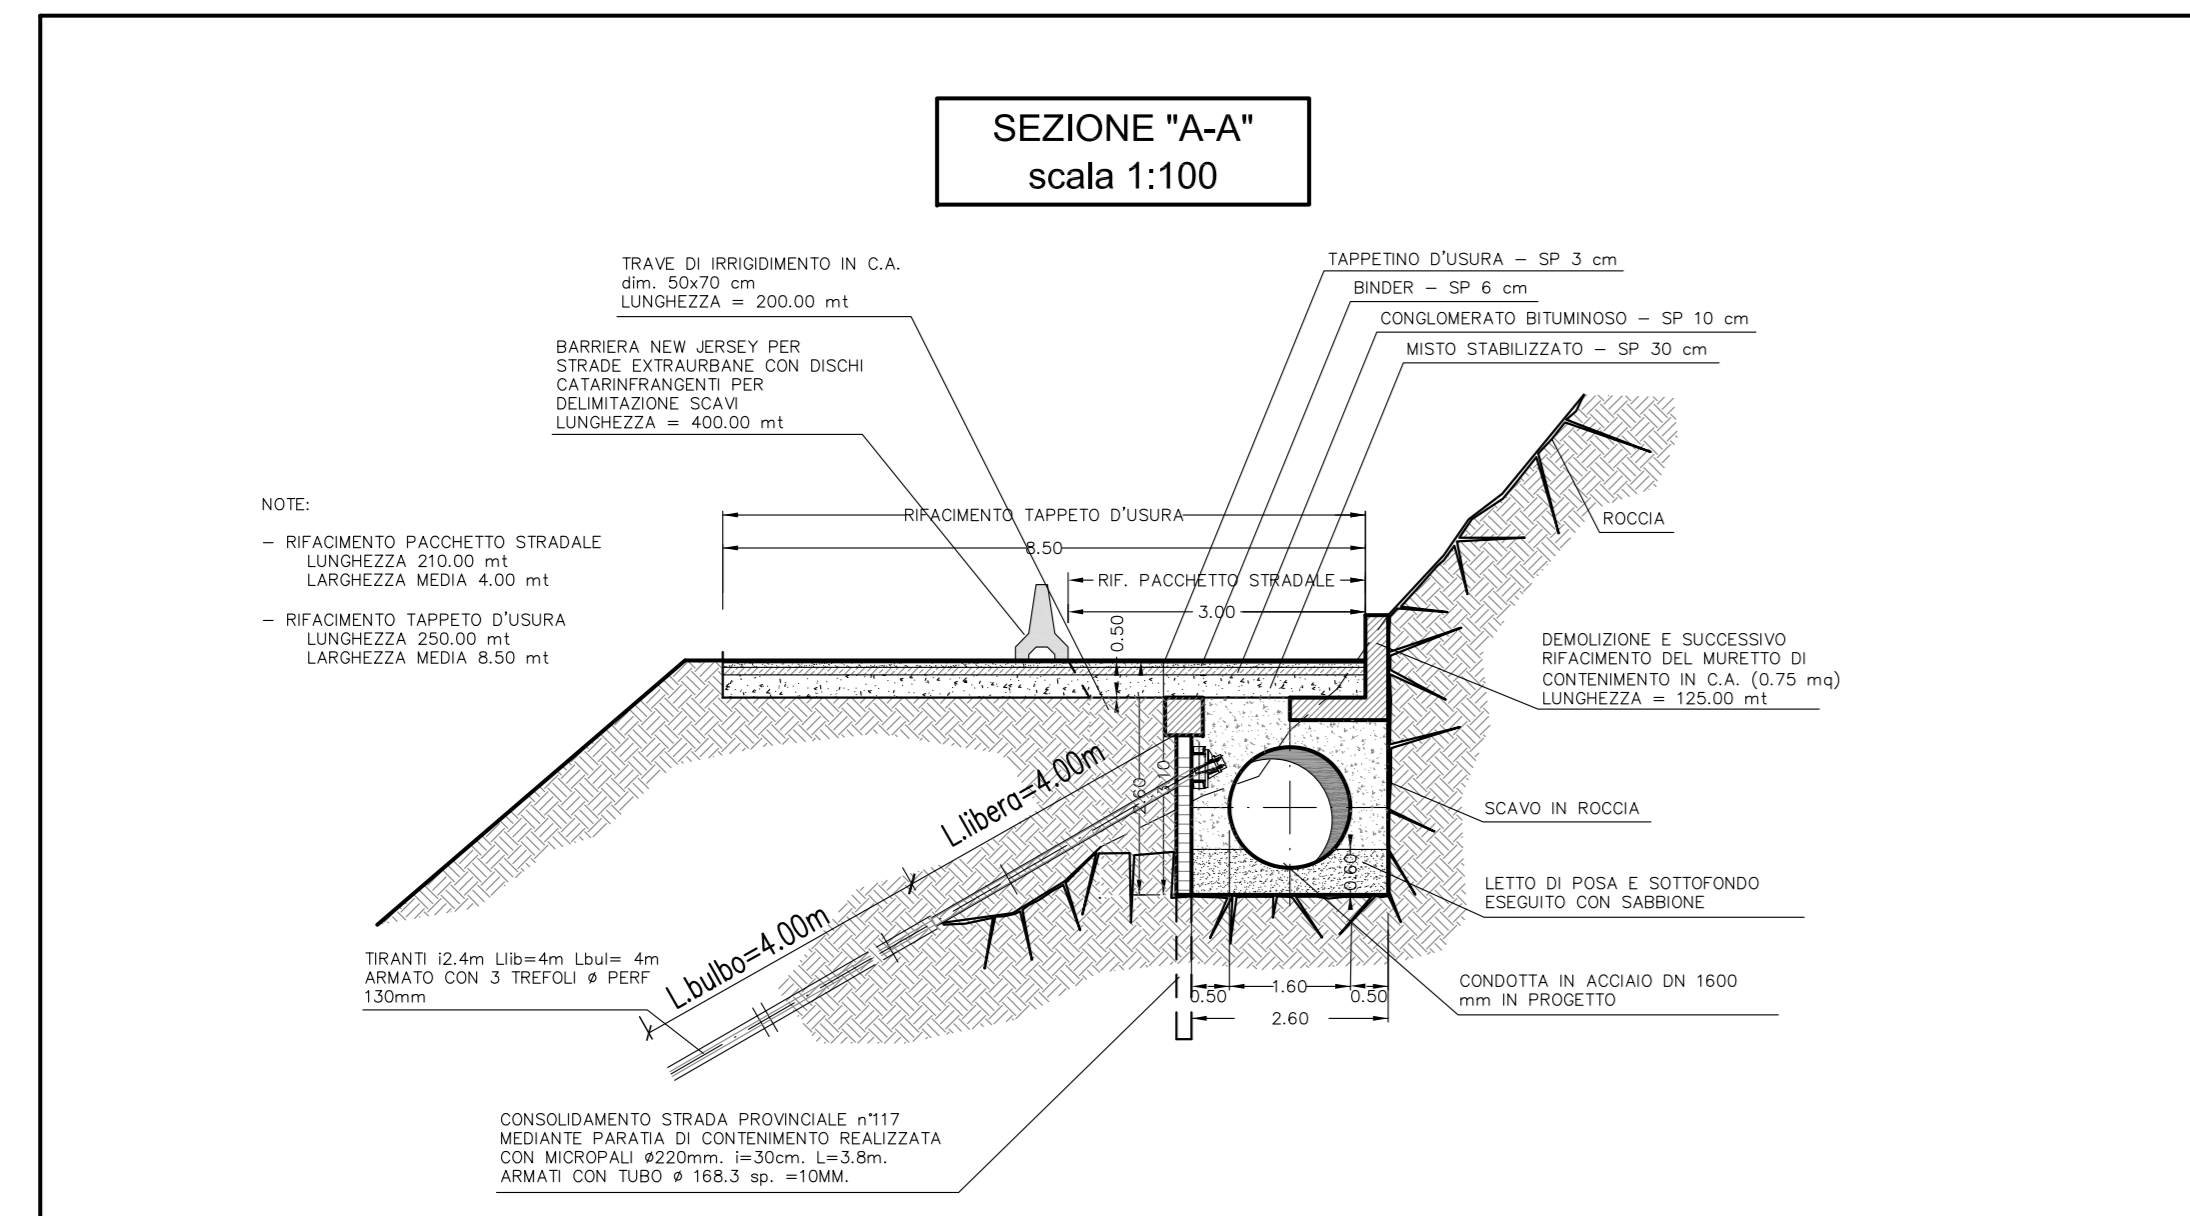 SEZIONE "A-A"
scala 1:100
TRAVE DI IRRIGIDIMENTO IN C.A.
dim. 50x70 cm
LUNGHEZZA = 200.00 mt
BARRIERA NEW JERSEY PER
STRADE EXTRAURBANE CON DISCHI
CATARINFRANGENTI PER
DELIMITAZIONE SCAVI
LUNGHEZZA = 400.00 mt
TAPPETINO D'USURA – SP 3 cm
BINDER – SP 6 cm
CONGLOMERATO BITUMINOSO – SP 10 cm
MISTO STABILIZZATO – SP 30 cm
NOTE:
– RIFACIMENTO PACCHETTO STRADALE
LUNGHEZZA 210.00 mt
LARGHEZZA MEDIA 4.00 mt
– RIFACIMENTO TAPPETO D'USURA
LUNGHEZZA 250.00 mt
LARGHEZZA MEDIA 8.50 mt
RIFACIMENTO TAPPETO D'USURA
8.50
RIF. PACCHETTO STRADALE
3.00
0.50
ROCCIA
DEMOLIZIONE E SUCCESSIVO
RIFACIMENTO DEL MURETTO DI
CONTENIMENTO IN C.A. (0.75 mq)
LUNGHEZZA = 125.00 mt
L.libera=4.00m
2.60
3.10
SCAVO IN ROCCIA
0.60
LETTO DI POSA E SOTTOFONDO
ESEGUITO CON SABBIONE
L.bulbo=4.00m
TIRANTI i2.4m Llib=4m Lbul= 4m
ARMATO CON 3 TREFOLI ø PERF
130mm
0.50
1.60
0.50
2.60
CONDOTTA IN ACCIAIO DN 1600
mm IN PROGETTO
CONSOLIDAMENTO STRADA PROVINCIALE n°117
MEDIANTE PARATIA DI CONTENIMENTO REALIZZATA
CON MICROPALI ø220mm. i=30cm. L=3.8m.
ARMATI CON TUBO ø 168.3 sp. =10MM.